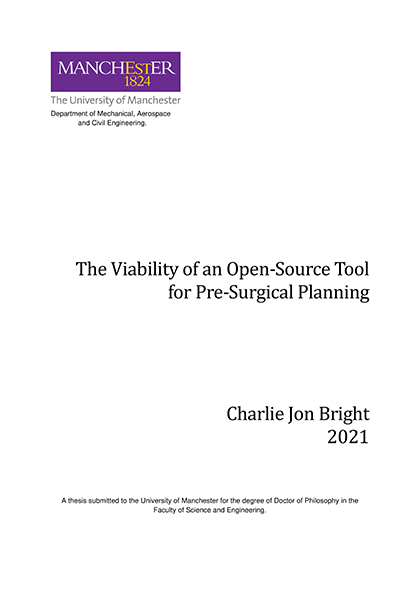 MANCHESTER
1824
The University of Manchester
Department of Mechanical, Aerospace
and Civil Engineering.
The Viability of an Open-Source Tool
for Pre-Surgical Planning
Charlie Jon Bright
2021
A thesis submitted to the University of Manchester for the degree of Doctor of Philosophy in the
Faculty of Science and Engineering.